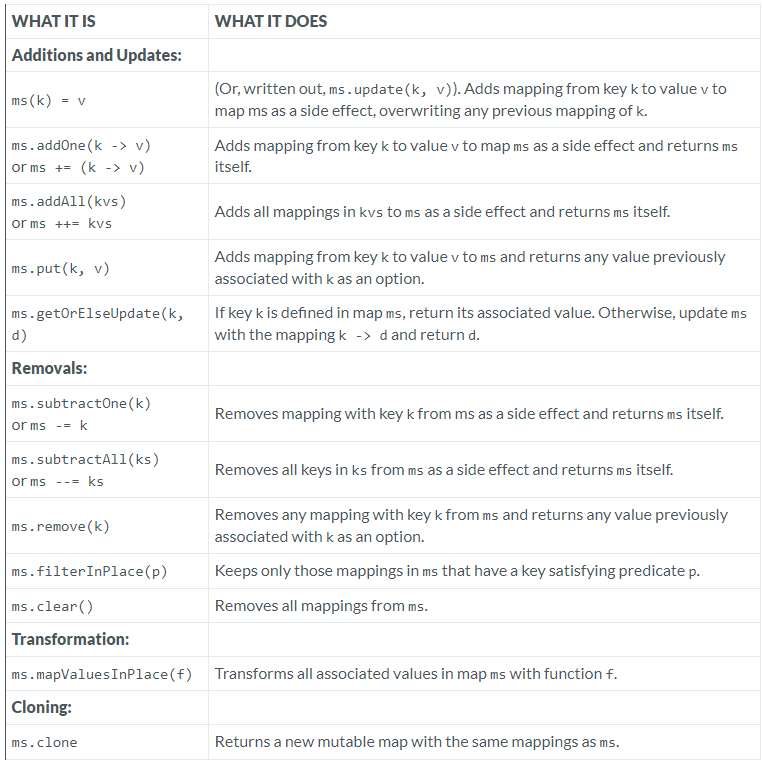 WHAT IT IS WHAT IT DOES
Additions and Updates:
ms(k) = v
(Or, written out, ms.update(k, v)). Adds mapping from key k to value v to
map ms as a side effect, overwriting any previous mapping of k.
ms.addOne(k -> v)
or ms += (k -> v)
Adds mapping from key k to value v to map ms as a side effect and returns ms
itself.
ms.addAll(kvs)
or ms ++= kvs
Adds all mappings in kvs to ms as a side effect and returns ms itself.
ms.put(k, v)
Adds mapping from key k to value v to ms and returns any value previously
associated with k as an option.
ms.getOrElseUpdate(k,
d)
If key k is defined in map ms, return its associated value. Otherwise, update ms
with the mapping k -> d and return d.
Removals:
ms.subtractOne(k)
or ms -= k
Removes mapping with key k from ms as a side effect and returns ms itself.
ms.subtractAll(ks)
or ms --= ks
Removes all keys in ks from ms as a side effect and returns ms itself.
ms.remove(k)
Removes any mapping with key k from ms and returns any value previously
associated with k as an option.
ms.filterInPlace(p)
Keeps only those mappings in ms that have a key satisfying predicate p.
ms.clear()
Removes all mappings from ms.
Transformation:
ms.mapValuesInPlace(f)
Transforms all associated values in map ms with function f.
Cloning:
ms.clone
Returns a new mutable map with the same mappings as ms.